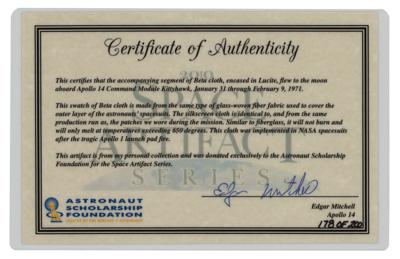 Certificate of Authenticity
2010
SPACE
ARTIFACT
SERIES
This certifies that the accompanying segment of Beta cloth, encased in Lucite, flew to the moon
aboard Apollo 14 Command Module Kittyhawk, January 31 through February 9, 1971.
This swatch of Beta cloth is made from the same type of glass-woven fiber fabric used to cover the
outer layer of the astronauts' spacesuits. The silkscreen cloth is identical to, and from the same
production run as, the patches we wore during the mission. Similar to fiberglass, it will not burn and
will only melt at temperatures exceeding 650 degrees. This cloth was implemented in NASA spacesuits
after the tragic Apollo 1 launch pad fire.
This artifact is from my personal collection and was donated exclusively to the Astronaut Scholarship
Foundation for the Space Artifact Series.
Edgar Mitchell
ASTRONAUT
SCHOLARSHIP
FOUNDATION
Edgar Mitchell
Apollo 14
178 OF 200